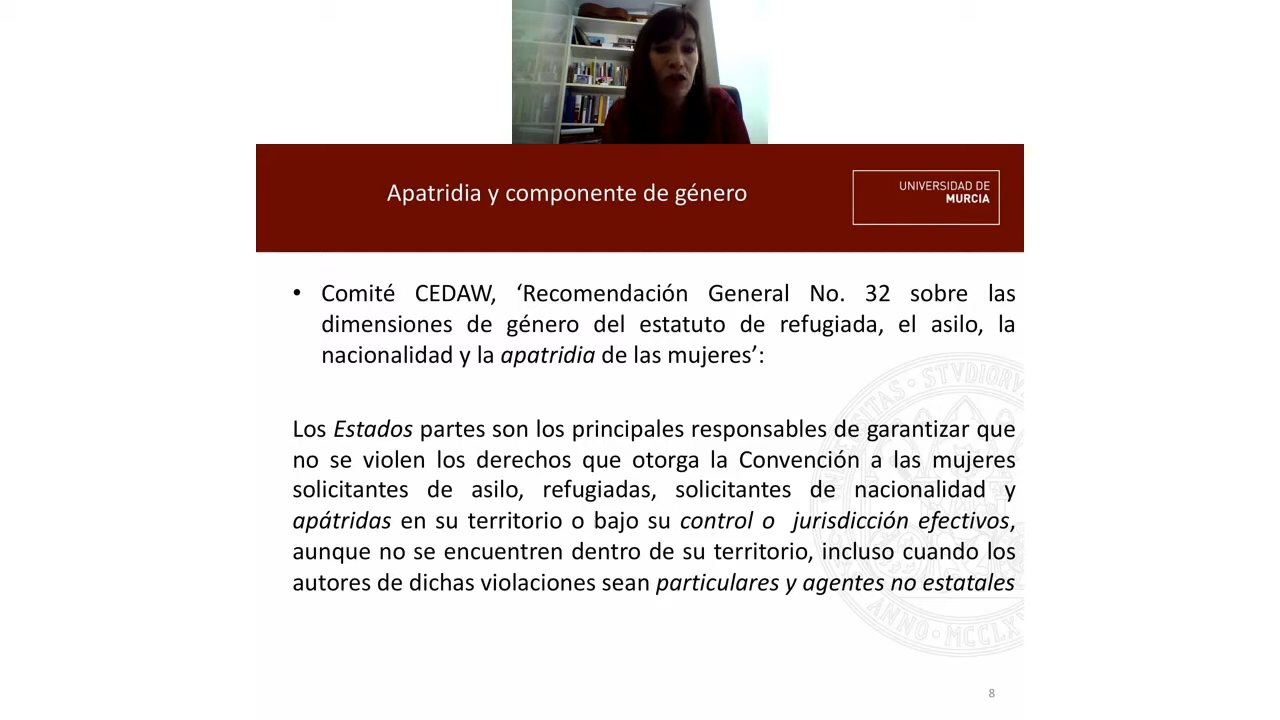 Apatridia y componente de género
UNIVERSIDAD DE
MURCIA
• Comité CEDAW, ‘Recomendación General No. 32 sobre las
dimensiones de género del estatuto de refugiada, el asilo, la
nacionalidad y la apatridia de las mujeres’:
Los Estados partes son los principales responsables de garantizar que
no se violen los derechos que otorga la Convención a las mujeres
solicitantes de asilo, refugiadas, solicitantes de nacionalidad y
apátridas en su territorio o bajo su control o jurisdicción efectivos,
aunque no se encuentren dentro de su territorio, incluso cuando los
autores de dichas violaciones sean particulares y agentes no estatales
ANNO · MCCLX
8